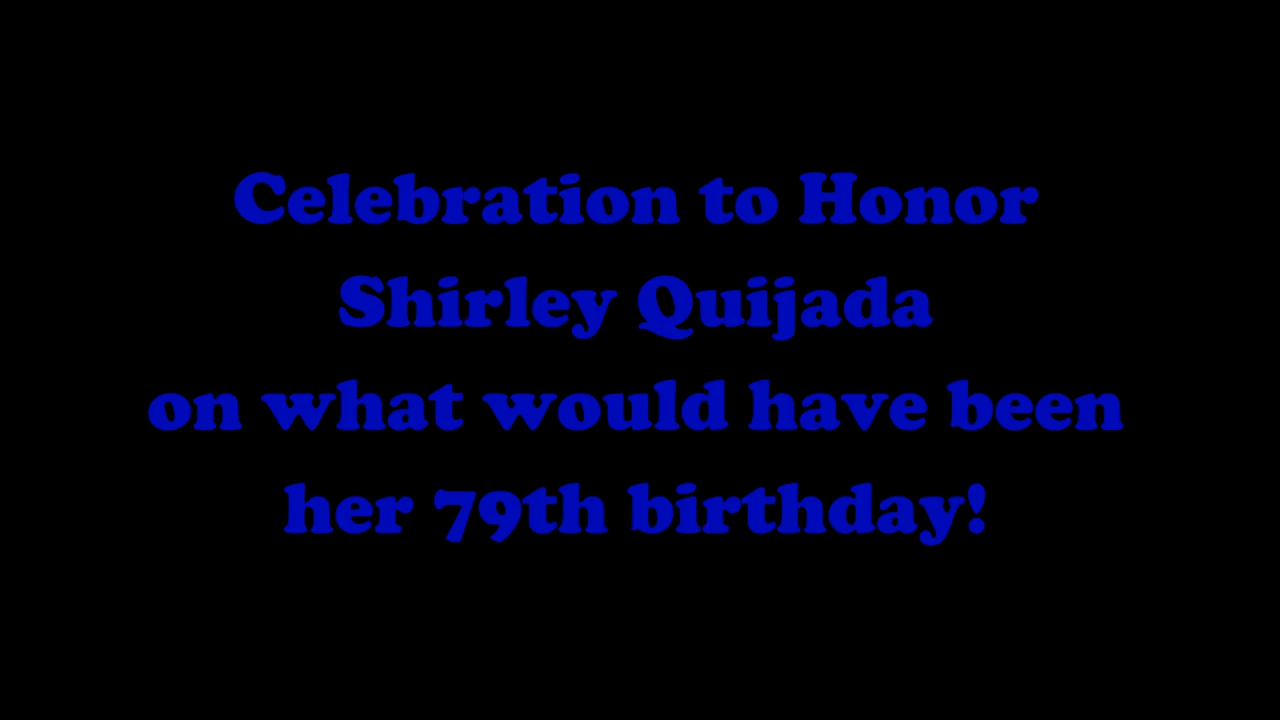 Celebration to Honor
Shirley Quijada
on what would have been
her 79th birthday!